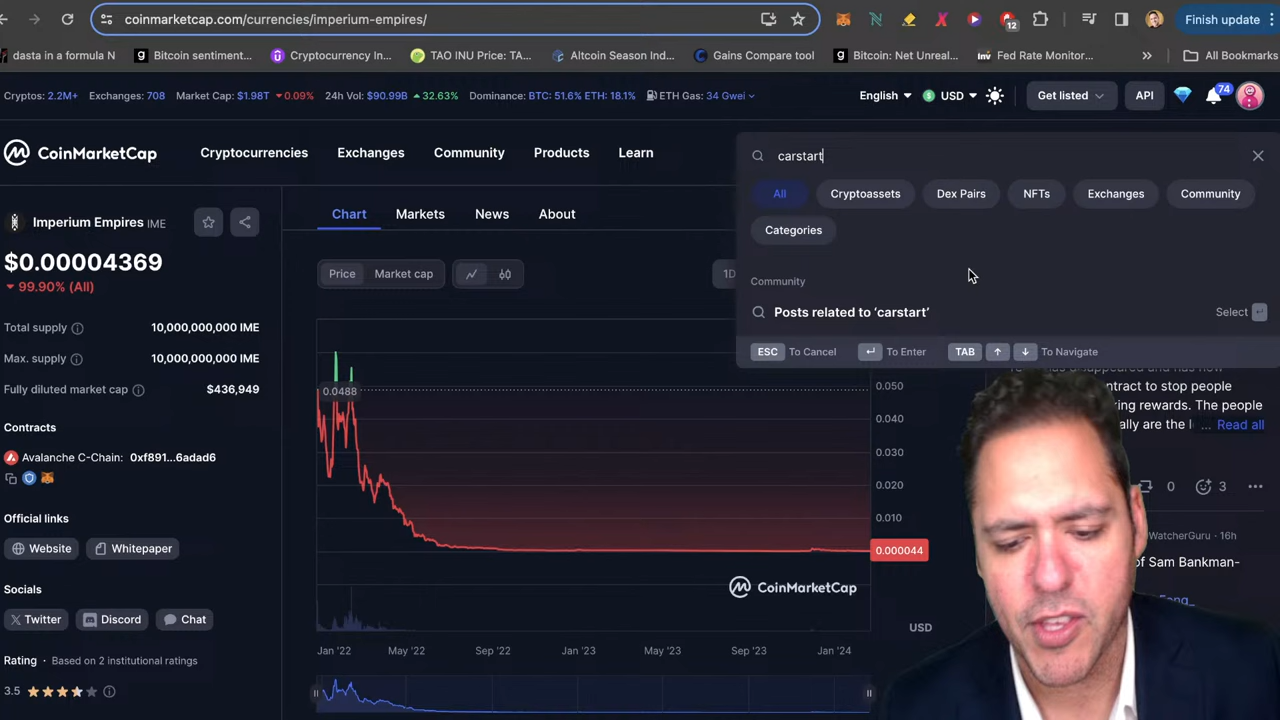 coinmarketcap.com/currencies/imperium-empires/
12
Finish update
dasta in a formula N
Bitcoin sentiment...
Cryptocurrency En...
TAO INU Price: TA...
Altcoin Season Ind...
Gains Compare tool
Bitcoin: Net Unreal...
Fed Rate Monitor...
All Bookmarks
Cryptos: 2.2M+ Exchanges: 708 Market Cap: $1.98T 0.09% 24h Vol: $90.99B 32.63% Dominance: BTC: 51.6% ETH: 18.1% ETH Gas: 34 Gwei
English USD Get listed API 74
CoinMarketCap
Cryptocurrencies Exchanges Community Products Learn
carstart
All Cryptoassets Dex Pairs NFTs Exchanges Community
Categories
Community
Posts related to ‘carstart’ Select
ESC To Cancel To Enter TAB To Navigate
Imperium Empires IME
$0.00004369
99.90% (All)
Total supply 10,000,000,000 IME
Max. supply 10,000,000,000 IME
Fully diluted market cap $436,949
Contracts
Avalanche C-Chain: 0xf891...6adad6
Official links
Website Whitepaper
Socials
Twitter Discord Chat
Rating Based on 2 institutional ratings
3.5
Chart Markets News About
Price Market cap
1D
0.0488
0.050
0.040
0.030
0.020
0.010
0.000044
CoinMarketCap
USD
Jan '22 May '22 Sep '22 Jan '23 May '23 Sep '23 Jan '24
ntract to stop people
ring rewards. The people
ally are the l ... Read all
0 3
WatcherGuru · 16h
of Sam Bankman-